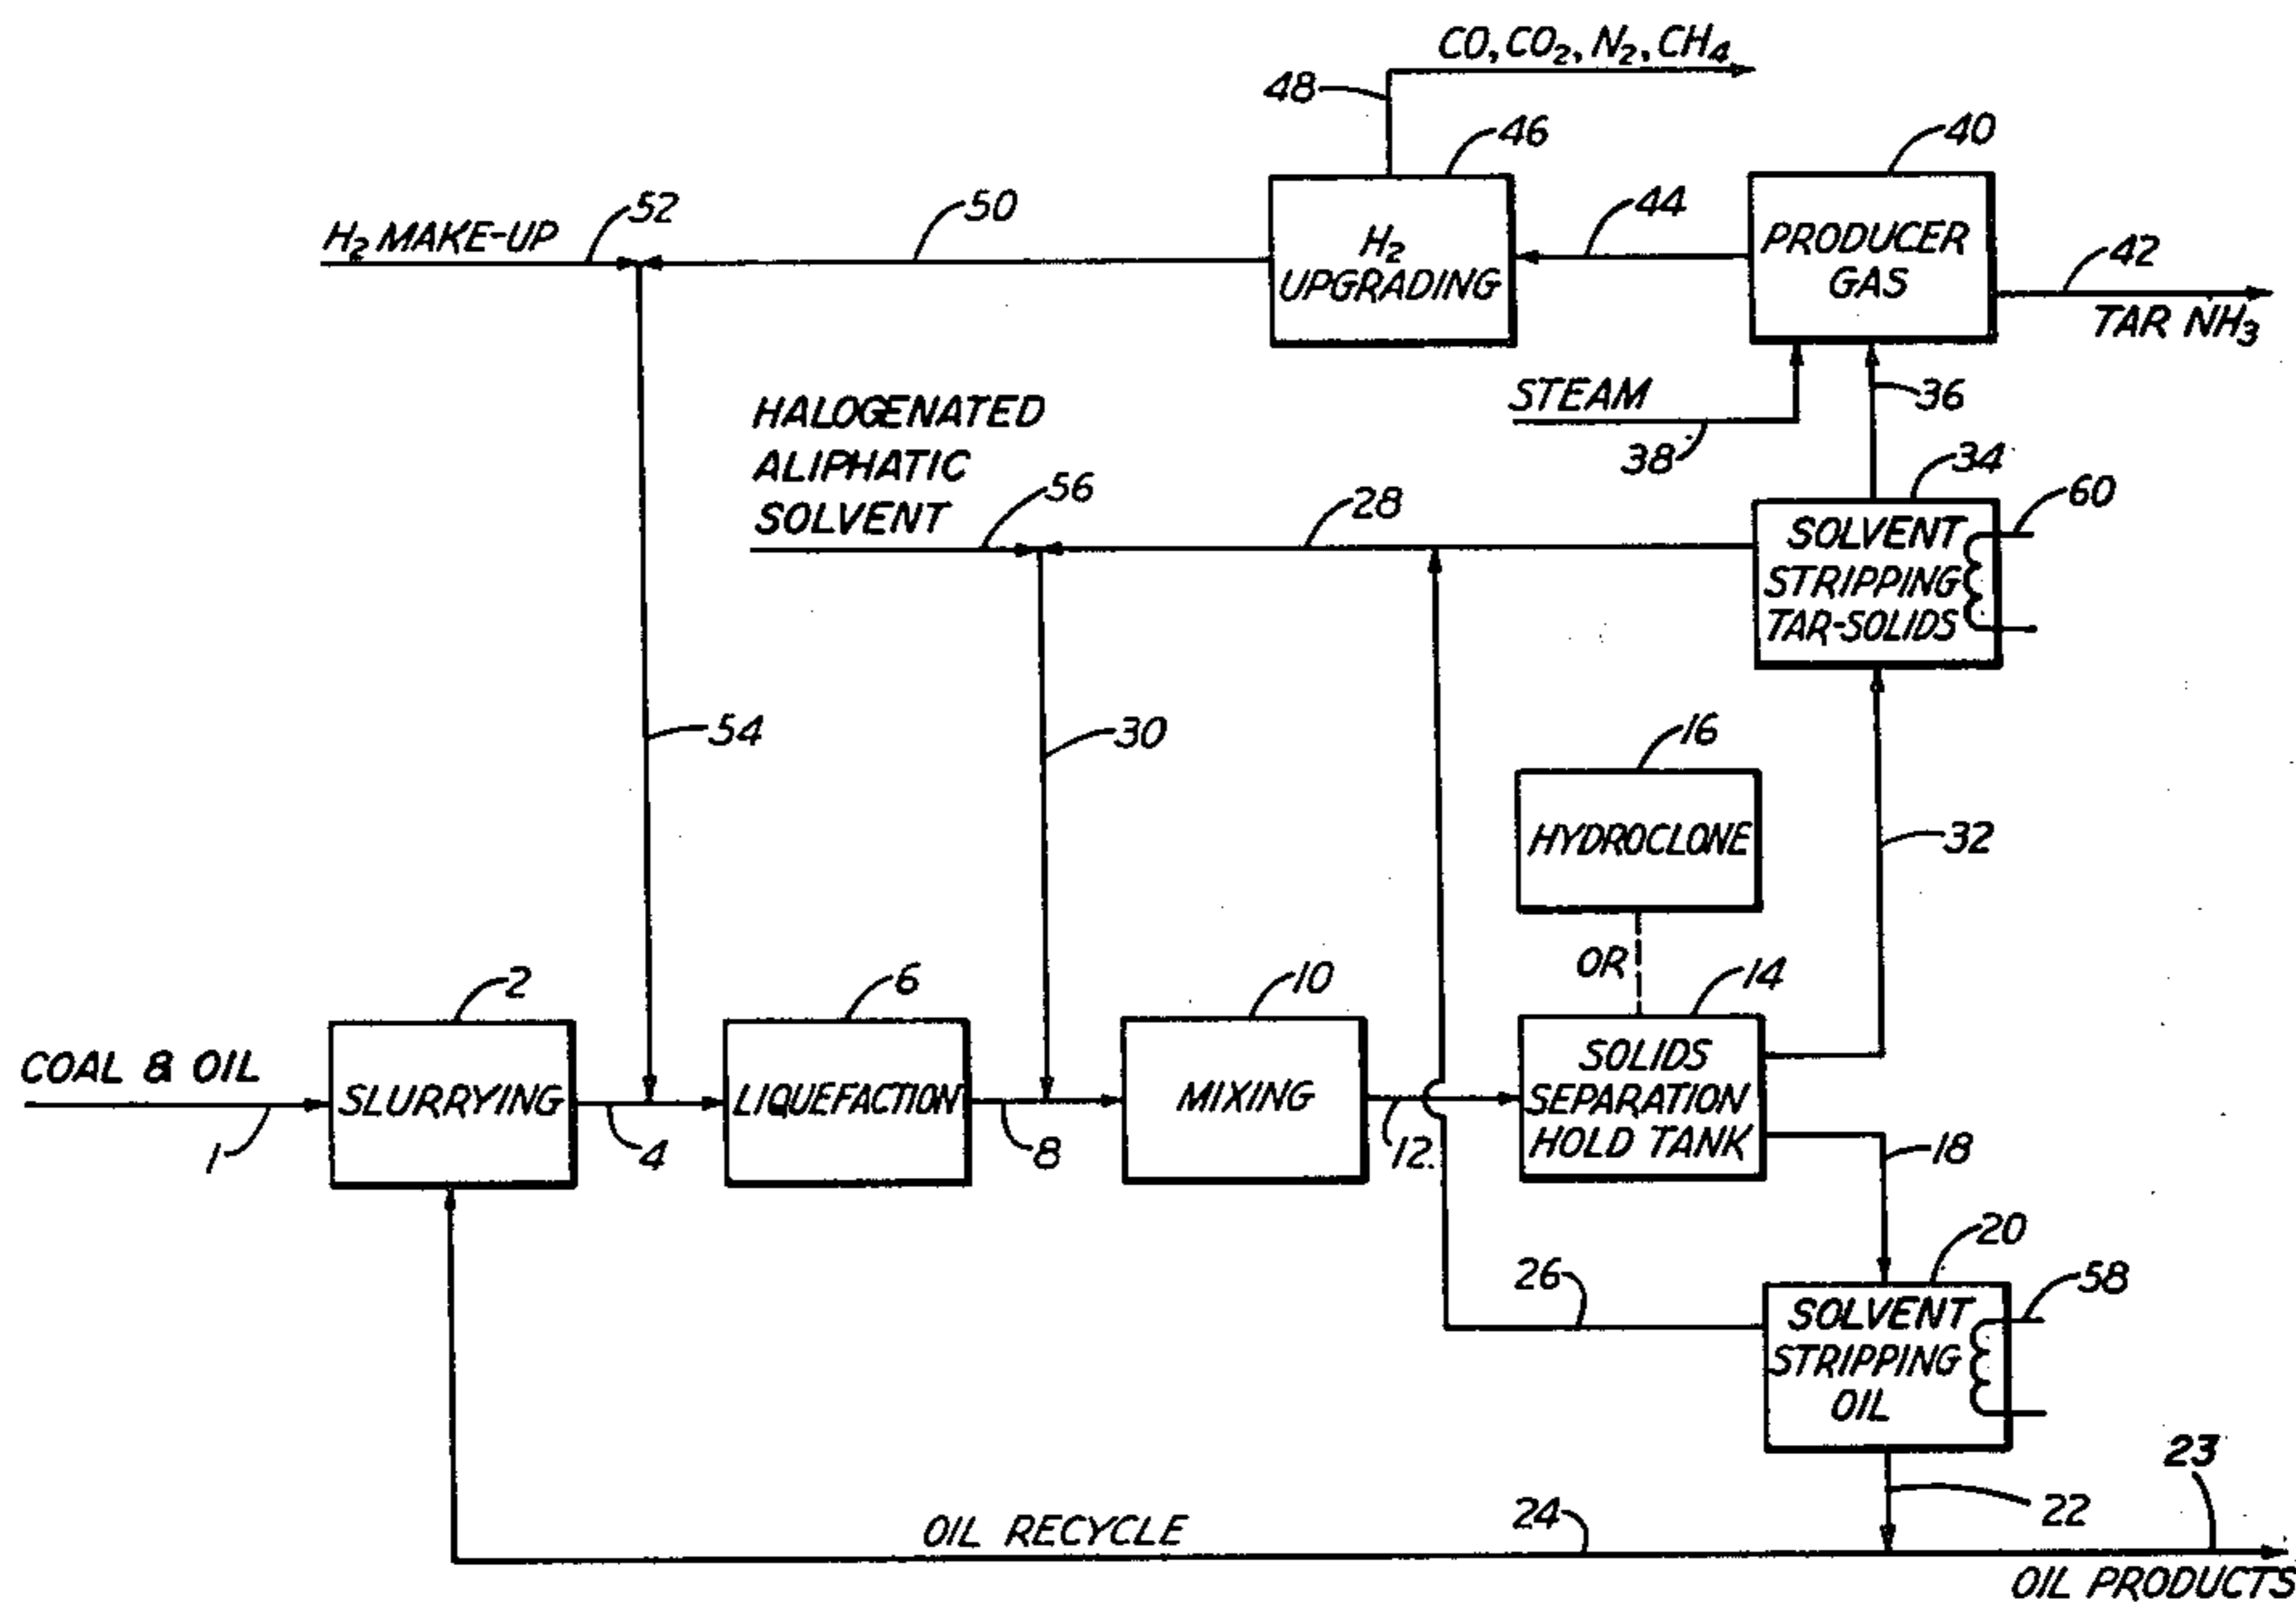 CO, CO₂, N₂, CH₄
48
46
40
H₂ MAKE-UP
52
50
H₂
UPGRADING
44
PRODUCER
GAS
42
TAR NH₃
STEAM
38
36
HALOGENATED
ALIPHATIC
SOLVENT
56
28
34
60
SOLVENT
STRIPPING
TAR-SOLIDS
54
30
16
HYDROCLONE
32
OR
2
6
10
14
COAL & OIL
1
SLURRYING
4
LIQUEFACTION
8
MIXING
12.
SOLIDS
SEPARATION
HOLD TANK
18
20
26
58
SOLVENT
STRIPPING
OIL
22
23
OIL RECYCLE
24
OIL PRODUCTS